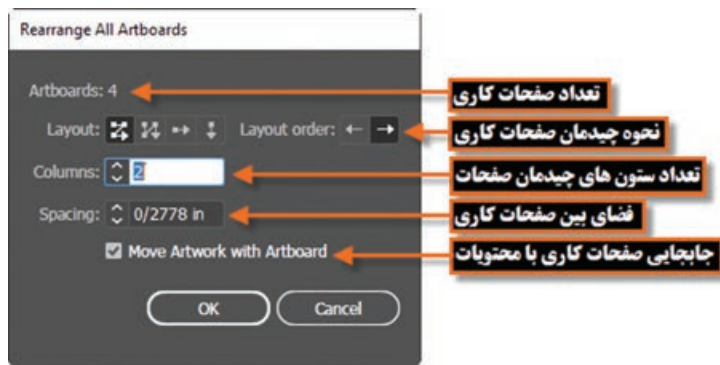 Rearrange All Artboards
Artboards: 4
تعداد صفحات کاری
Layout: Layout order:
نحوه چیدمان صفحات کاری
Columns: 2
تعداد ستون های چیدمان صفحات
Spacing: 0/2778 in
فضای بین صفحات کاری
Move Artwork with Artboard
جابجایی صفحات کاری با محتویات
OK Cancel